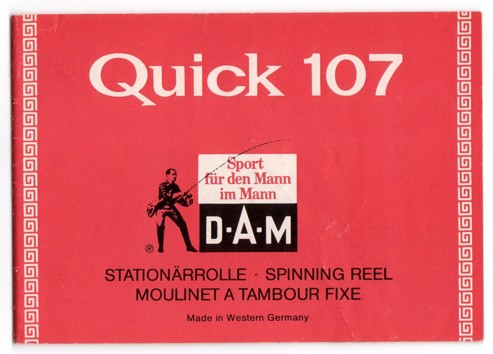 Quick 107
Sport
für den Mann
im Mann
D·A·M
®
STATIONÄRROLLE · SPINNING REEL
MOULINET A TAMBOUR FIXE
Made in Western Germany